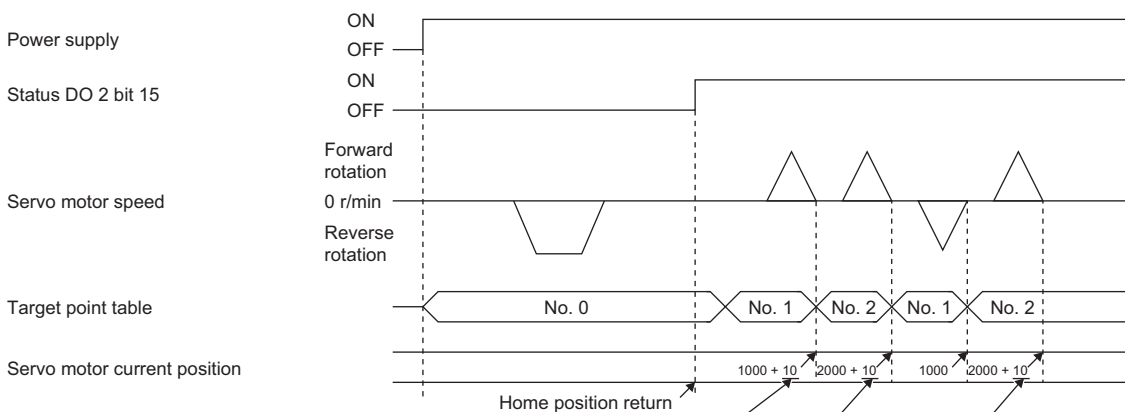 Power supply
ON
OFF
Status DO 2 bit 15
ON
OFF
Servo motor speed
Forward
rotation
0 r/min
Reverse
rotation
Target point table
No. 0
No. 1
No. 2
No. 1
No. 2
Servo motor current position
1000 + 10
2000 + 10
1000
2000 + 10
Home position return